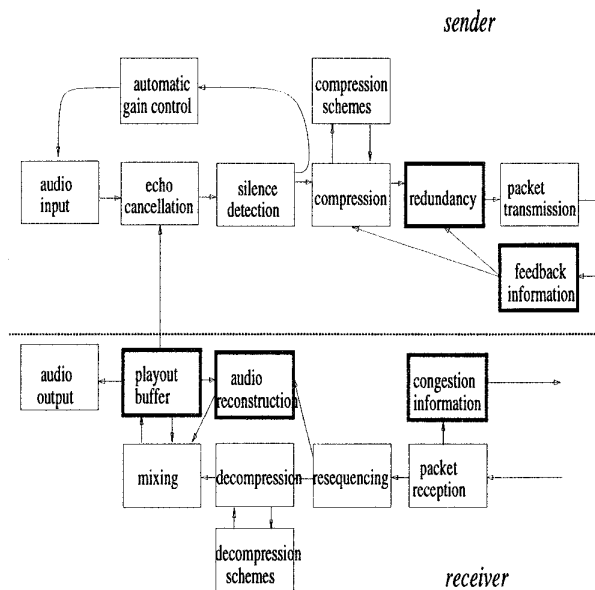 sender
automatic
gain control
compression
schemes
audio
input
echo
cancellation
silence
detection
compression
redundancy
packet
transmission
feedback
information
audio
output
playout
buffer
audio
reconstruction
congestion
information
mixing
decompression
resequencing
packet
reception
decompression
schemes
receiver